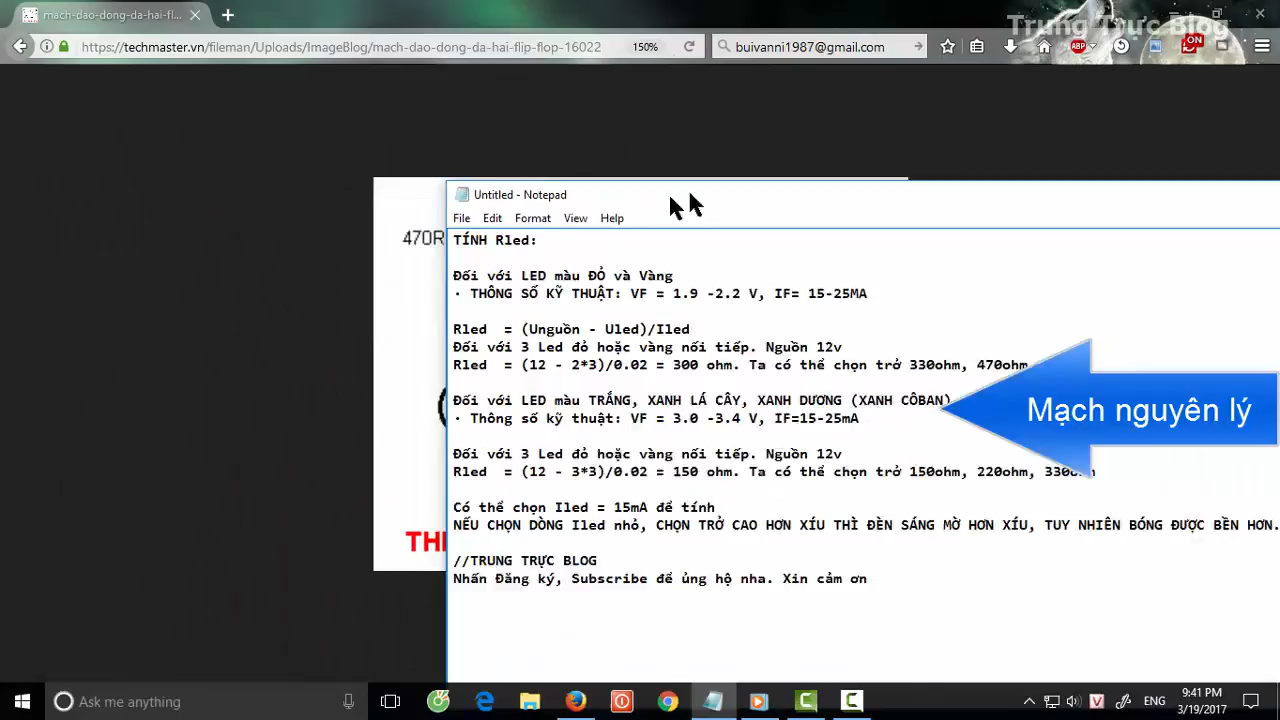 mach-dao-dong-da-hai-fl...
Trung Trực Blog
https://techmaster.vn/fileman/Uploads/ImageBlog/mach-dao-dong-da-hai-flip-flop-16022
150%
buivanni1987@gmail.com
ABP
ON
470R
Untitled - Notepad
File Edit Format View Help
TÍNH Rled:
Đối với LED màu ĐỎ và Vàng
· THÔNG SỐ KỸ THUẬT: VF = 1.9 -2.2 V, IF= 15-25MA
Rled = (Unguồn - Uled)/Iled
Đối với 3 Led đỏ hoặc vàng nối tiếp. Nguồn 12v
Rled = (12 - 2*3)/0.02 = 300 ohm. Ta có thể chọn trở 330ohm, 470ohm
Đối với LED màu TRẮNG, XANH LÁ CÂY, XANH DƯƠNG (XANH CÔBAN)
· Thông số kỹ thuật: VF = 3.0 -3.4 V, IF=15-25mA
Mạch nguyên lý
Đối với 3 Led đỏ hoặc vàng nối tiếp. Nguồn 12v
Rled = (12 - 3*3)/0.02 = 150 ohm. Ta có thể chọn trở 150ohm, 220ohm, 330ohm
Có thể chọn Iled = 15mA để tính
NẾU CHỌN DÒNG Iled nhỏ, CHỌN TRỞ CAO HƠN XÍU THÌ ĐÈN SÁNG MỜ HƠN XÍU, TUY NHIÊN BÓNG ĐƯỢC BỀN HƠN.
THI
//TRUNG TRỰC BLOG
Nhấn Đăng ký, Subscribe để ủng hộ nha. Xin cảm ơn
Ask me anything
V
ENG
9:41 PM
3/19/2017